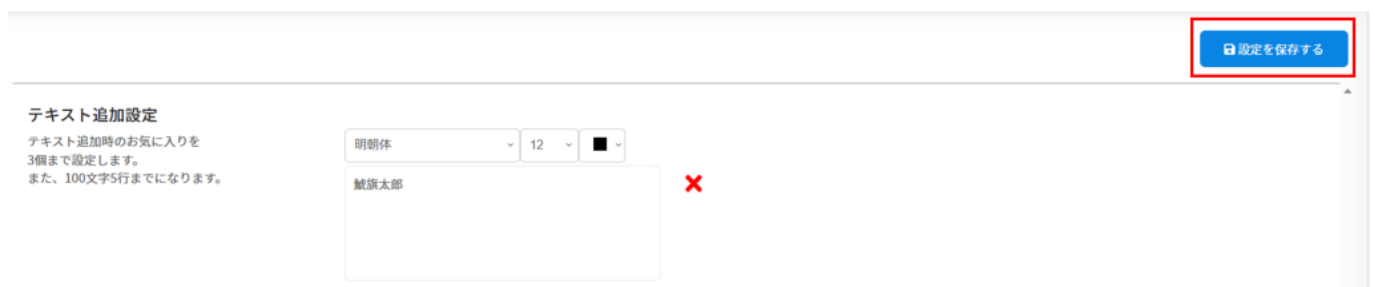 設定を保存する
テキスト追加設定
テキスト追加時のお気に入りを
3個まで設定します。
また、100文字5行までになります。
明朝体
12
鯱旗太郎